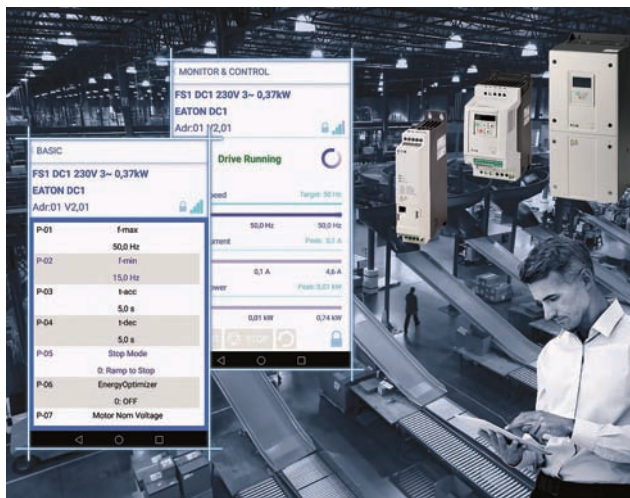 MONITOR & CONTROL
FS1 DC1 230V 3~ 0,37kW
EATON DC1
Adr:01 V2,01
Drive Running
Target: 50 Hz
50,0 Hz 50,0 Hz
Peak: 0,1 A
0,1 A 4,6 A
Peak: 0,01 kW
0,01 kW 0,74 kW
STOP
BASIC
FS1 DC1 230V 3~ 0,37kW
EATON DC1
Adr:01 V2,01
P-01 f-max
50,0 Hz
P-02 f-min
15,0 Hz
P-03 t-acc
5,0 s
P-04 t-dec
5,0 s
P-05 Stop Mode
0: Ramp to Stop
P-06 EnergyOptimizer
0: OFF
P-07 Motor Nom Voltage